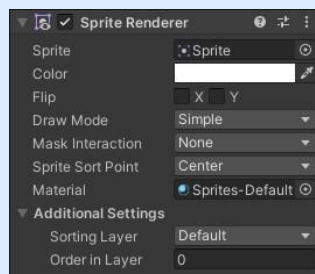 Sprite Renderer
Sprite Sprite
Color
Flip X Y
Draw Mode Simple
Mask Interaction None
Sprite Sort Point Center
Material Sprites-Default
Additional Settings
Sorting Layer Default
Order in Layer 0